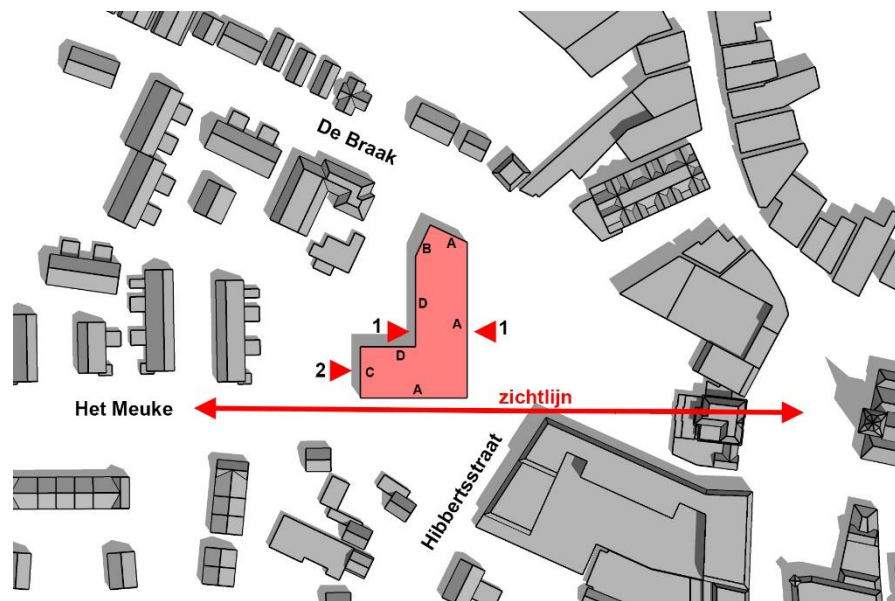 De Braak
A
B
D
A
1
1
D
2
C
A
zichtlijn
Het Meuke
Hibbertsstraat